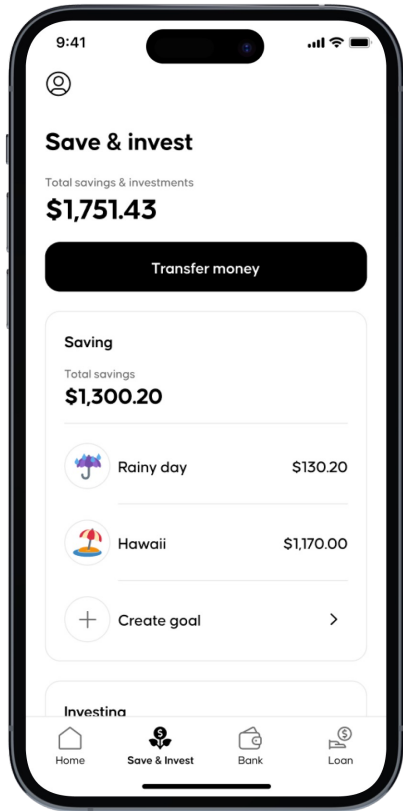 9:41
Save & invest
Total savings & investments
$1,751.43
Transfer money
Saving
Total savings
$1,300.20
Rainy day $130.20
Hawaii $1,170.00
Create goal
Investing
Home Save & Invest Bank Loan